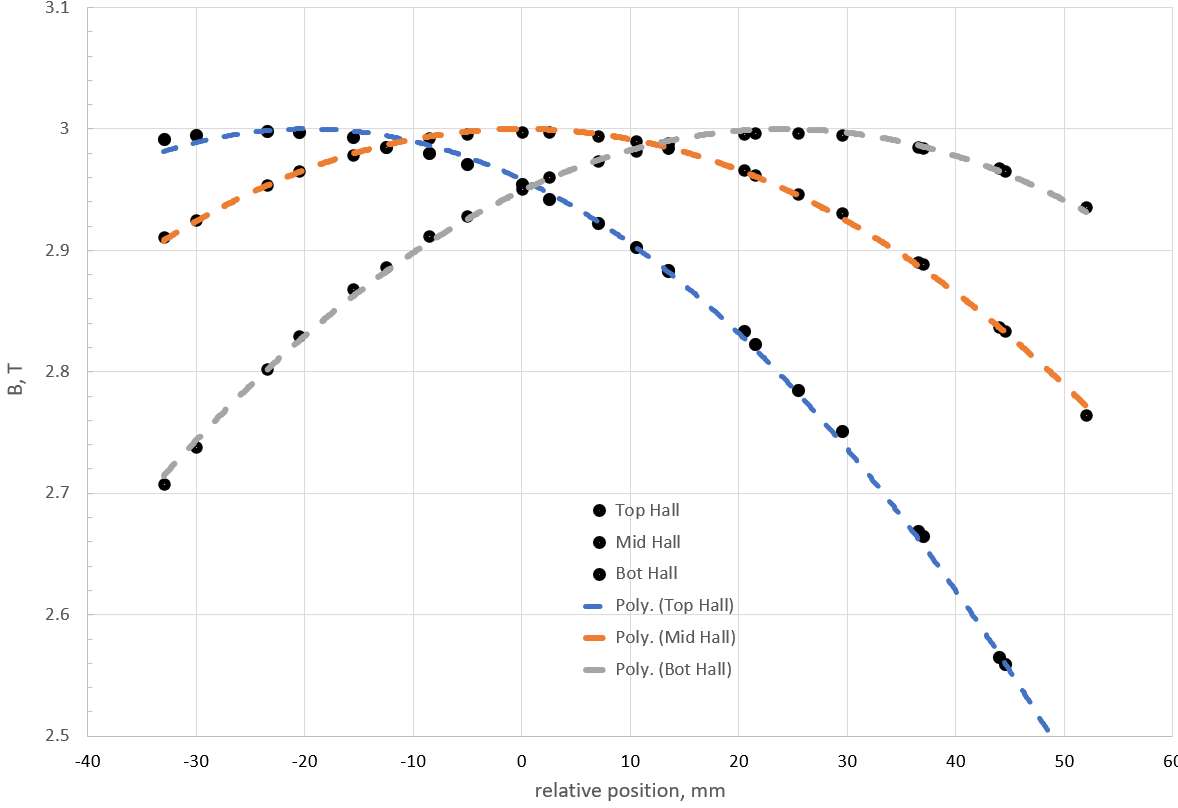 3.1
3
2.9
2.8
2.7
2.6
2.5
B, T
Top Hall
Mid Hall
Bot Hall
Poly. (Top Hall)
Poly. (Mid Hall)
Poly. (Bot Hall)
-40 -30 -20 -10 0 10 20 30 40 50 60
relative position, mm